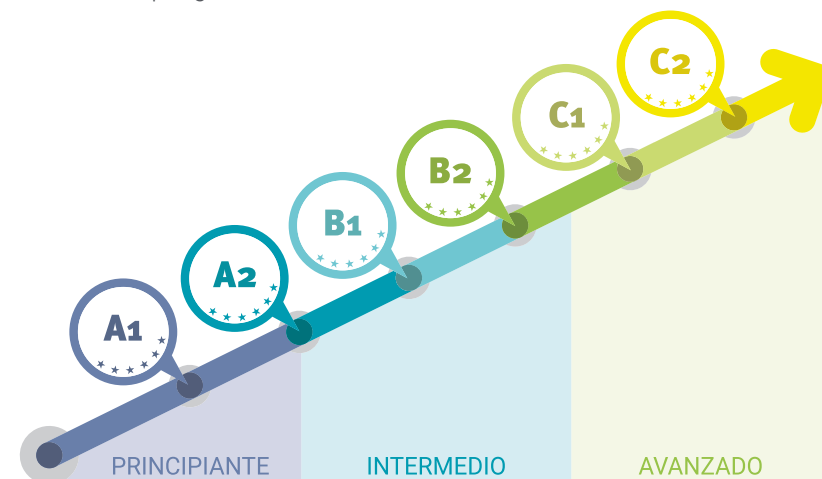 A1
A2
B1
B2
C1
C2
PRINCIPIANTE
INTERMEDIO
AVANZADO